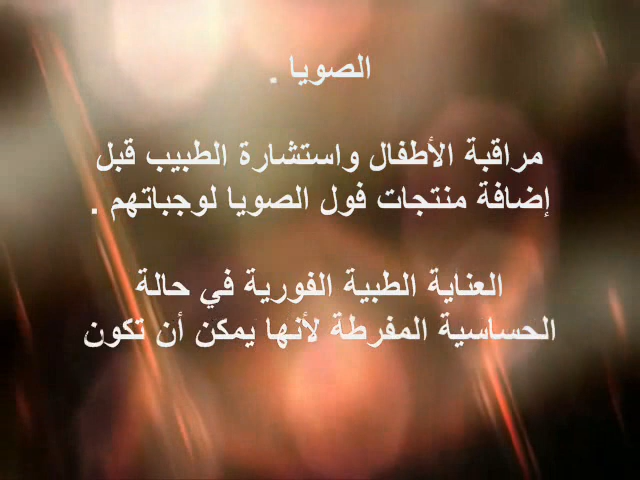 الصويا .
مراقبة الأطفال واستشارة الطبيب قبل
إضافة منتجات فول الصويا لوجباتهم .
العناية الطبية الفورية في حالة
الحساسية المفرطة لأنها يمكن أن تكون